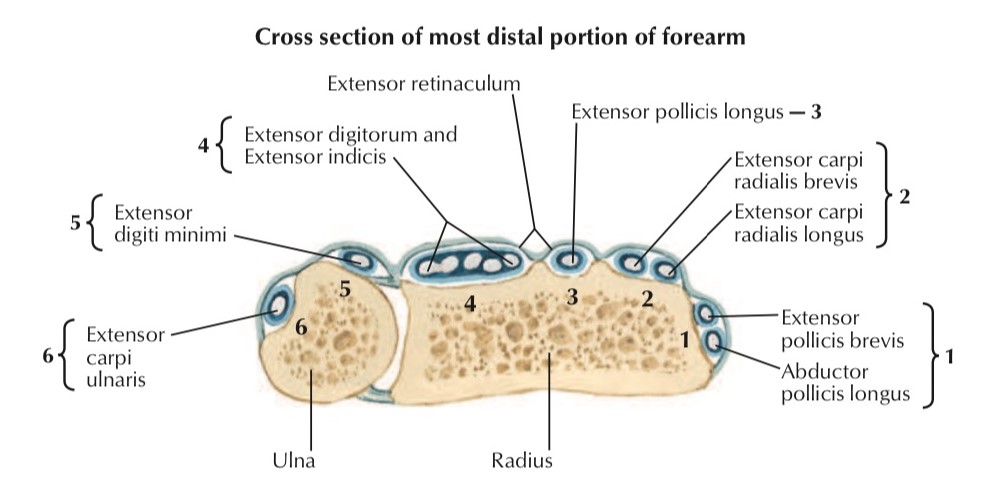 Cross section of most distal portion of forearm
Extensor retinaculum
Extensor pollicis longus — 3
4
Extensor digitorum and
Extensor indicis
Extensor carpi
radialis brevis
Extensor carpi
radialis longus
2
5
Extensor
digiti minimi
5
4
3
2
6
1
6
Extensor
carpi
ulnaris
Extensor
pollicis brevis
Abductor
pollicis longus
1
Ulna
Radius